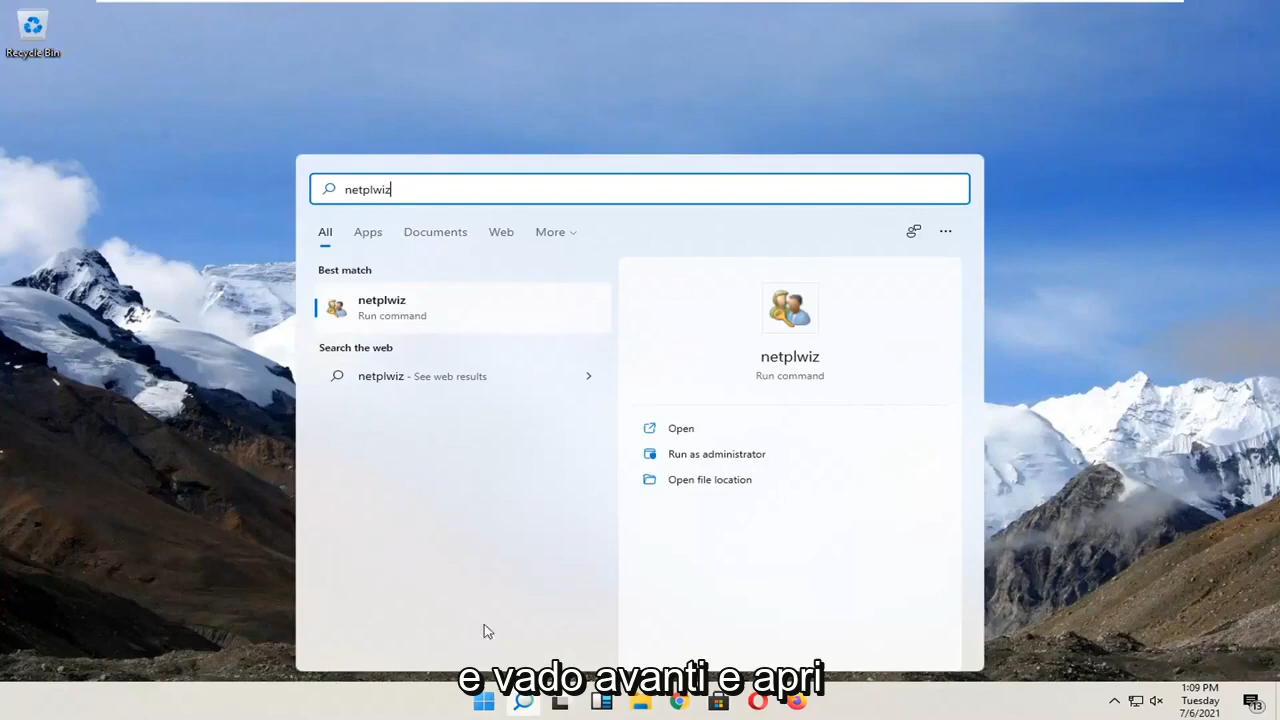 Recycle Bin
netplwiz
All
Apps
Documents
Web
More
Best match
netplwiz
Run command
Search the web
netplwiz - See web results
netplwiz
Run command
Open
Run as administrator
Open file location
e vado avanti e apri
1:09 PM
Tuesday
7/6/2021
13